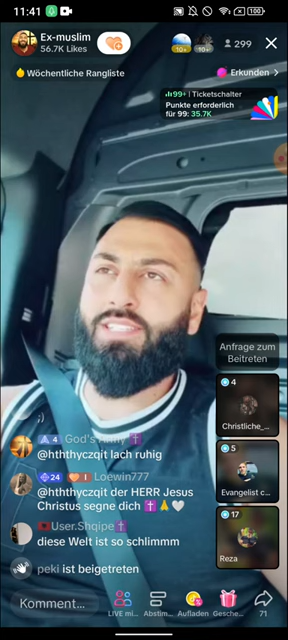 11:41
100
Ex-muslim
56.7K Likes
10+
10+
299
Wöchentliche Rangliste
Erkunden >
99+ | Ticketschalter
Punkte erforderlich
für 99: 35.7K
Anfrage zum
Beitreten
4
Christliche_...
5
Evangelist c...
17
Reza
;)
4 God's Army ✝️
@hththyczqit lach ruhig
24 1 Loewin777
@hththyczqit der HERR Jesus
Christus segne dich ✝️🙏🤍
🇦🇱User.Shqipe✝️
diese Welt ist so schlimmm
peki ist beigetreten
Komment...
LIVE mi...
Abstim...
Aufladen
Gesche...
71